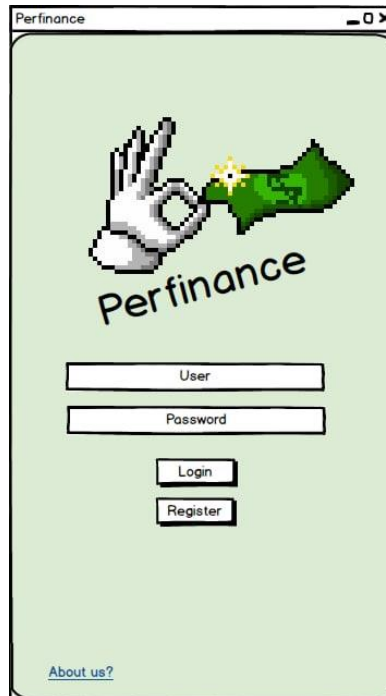 Perfinance
Perfinance
User
Password
Login
Register
About us?